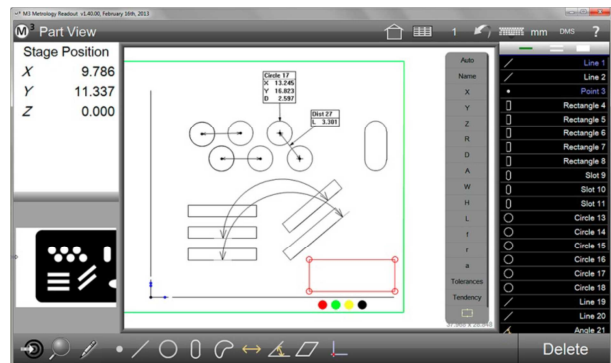 M3 Metrology Readout v1.40.00, February 16th, 2013
M3 Part View
1
mm
DMS
?
Stage Position
X 9.786
Y 11.337
Z 0.000
Circle 17
X 13.245
Y 16.823
D 2.597
Dist 27
L 3.301
Auto
Name
X
Y
Z
R
D
A
W
H
L
f
r
a
Tolerances
Tendency
Line 1
Line 2
Point 3
Rectangle 4
Rectangle 5
Rectangle 6
Rectangle 7
Rectangle 8
Slot 9
Slot 10
Slot 11
Circle 13
Circle 14
Circle 15
Circle 16
Circle 17
Circle 18
Line 19
Line 20
Angle 21
Delete